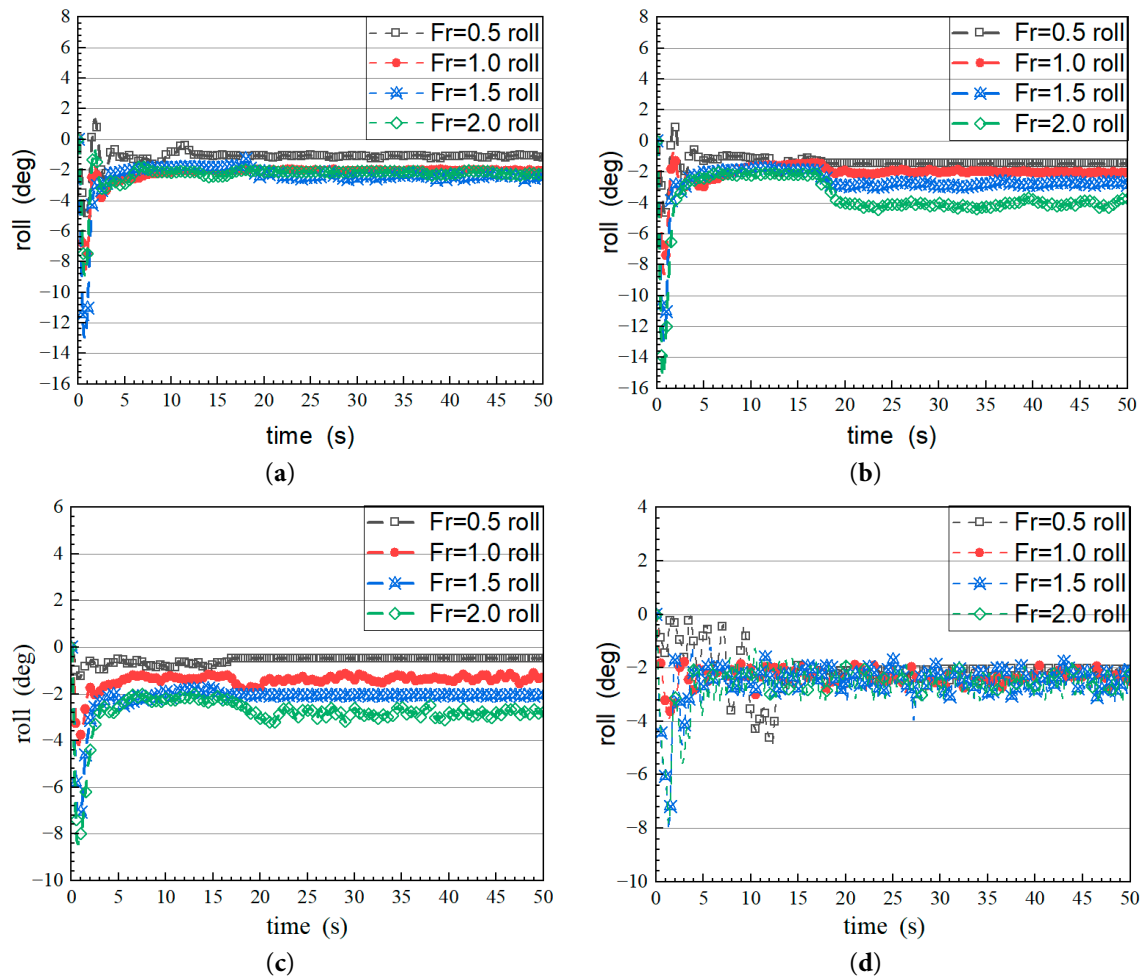 8
6
4
2
0
−2
−4
−6
−8
−10
−12
−14
−16
roll (deg)
Fr=0.5 roll
Fr=1.0 roll
Fr=1.5 roll
Fr=2.0 roll
0 5 10 15 20 25 30 35 40 45 50
time (s)
(a)
8
6
4
2
0
−2
−4
−6
−8
−10
−12
−14
−16
roll (deg)
Fr=0.5 roll
Fr=1.0 roll
Fr=1.5 roll
Fr=2.0 roll
0 5 10 15 20 25 30 35 40 45 50
time (s)
(b)
6
4
2
0
−2
−4
−6
−8
−10
roll (deg)
Fr=0.5 roll
Fr=1.0 roll
Fr=1.5 roll
Fr=2.0 roll
0 5 10 15 20 25 30 35 40 45 50
time (s)
(c)
4
2
0
−2
−4
−6
−8
−10
roll (deg)
Fr=0.5 roll
Fr=1.0 roll
Fr=1.5 roll
Fr=2.0 roll
0 5 10 15 20 25 30 35 40 45 50
time (s)
(d)